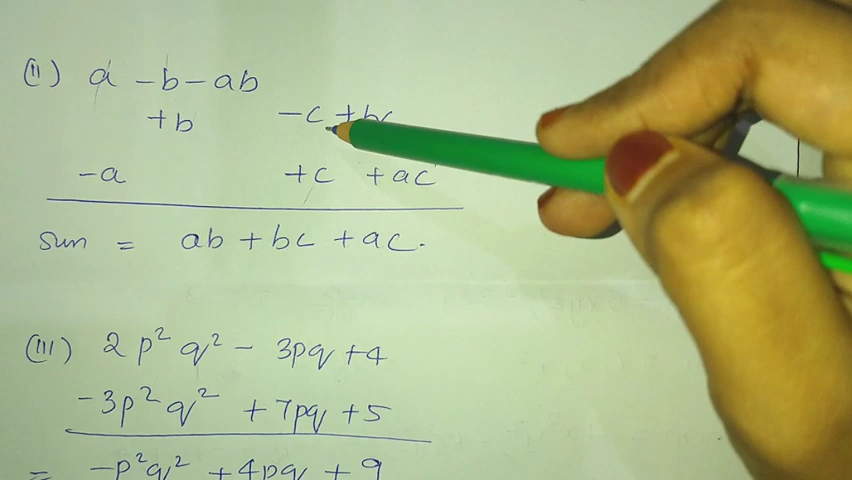 (ii) a - b - ab
+b - c + bc
-a + c + ac
sum = ab + bc + ac.
(iii) 2p²q² - 3pq + 4
-3p²q² + 7pq + 5
= -p²q² + 4pq + 9